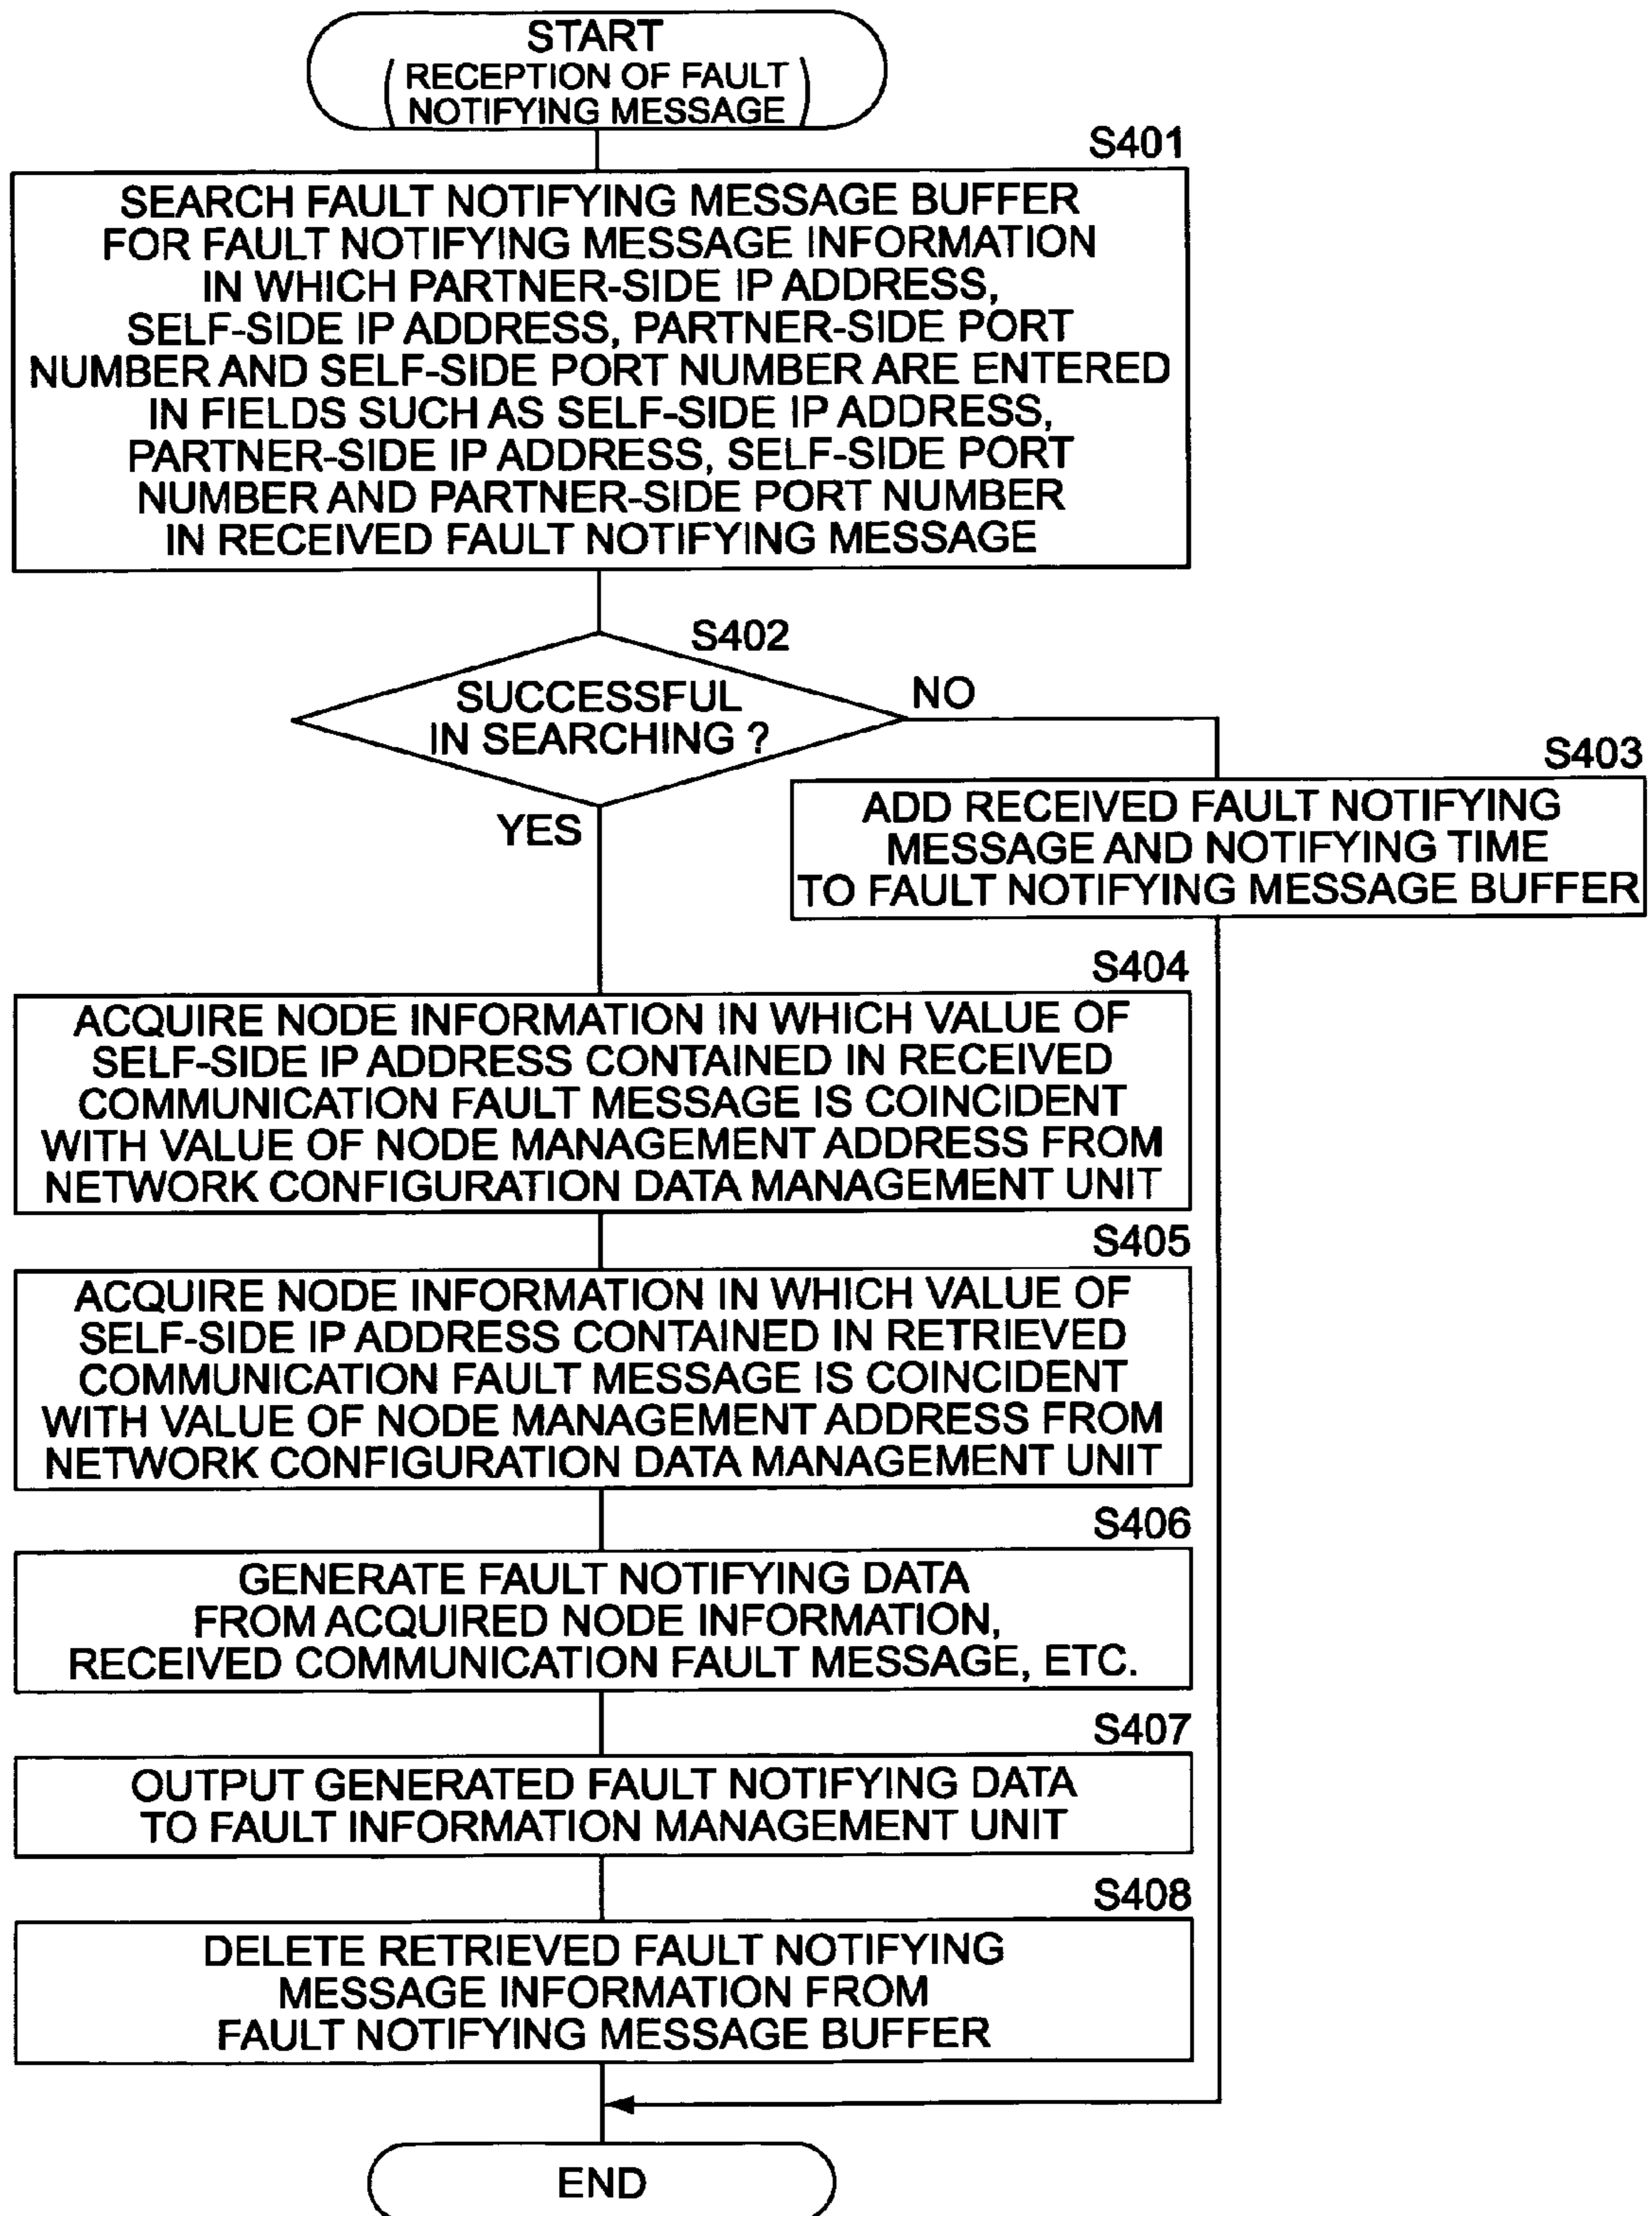 START
( RECEPTION OF FAULT
NOTIFYING MESSAGE )
S401
SEARCH FAULT NOTIFYING MESSAGE BUFFER
FOR FAULT NOTIFYING MESSAGE INFORMATION
IN WHICH PARTNER-SIDE IP ADDRESS,
SELF-SIDE IP ADDRESS, PARTNER-SIDE PORT
NUMBER AND SELF-SIDE PORT NUMBER ARE ENTERED
IN FIELDS SUCH AS SELF-SIDE IP ADDRESS,
PARTNER-SIDE IP ADDRESS, SELF-SIDE PORT
NUMBER AND PARTNER-SIDE PORT NUMBER
IN RECEIVED FAULT NOTIFYING MESSAGE
S402
SUCCESSFUL
IN SEARCHING ?
NO
YES
S403
ADD RECEIVED FAULT NOTIFYING
MESSAGE AND NOTIFYING TIME
TO FAULT NOTIFYING MESSAGE BUFFER
S404
ACQUIRE NODE INFORMATION IN WHICH VALUE OF
SELF-SIDE IP ADDRESS CONTAINED IN RECEIVED
COMMUNICATION FAULT MESSAGE IS COINCIDENT
WITH VALUE OF NODE MANAGEMENT ADDRESS FROM
NETWORK CONFIGURATION DATA MANAGEMENT UNIT
S405
ACQUIRE NODE INFORMATION IN WHICH VALUE OF
SELF-SIDE IP ADDRESS CONTAINED IN RETRIEVED
COMMUNICATION FAULT MESSAGE IS COINCIDENT
WITH VALUE OF NODE MANAGEMENT ADDRESS FROM
NETWORK CONFIGURATION DATA MANAGEMENT UNIT
S406
GENERATE FAULT NOTIFYING DATA
FROM ACQUIRED NODE INFORMATION,
RECEIVED COMMUNICATION FAULT MESSAGE, ETC.
S407
OUTPUT GENERATED FAULT NOTIFYING DATA
TO FAULT INFORMATION MANAGEMENT UNIT
S408
DELETE RETRIEVED FAULT NOTIFYING
MESSAGE INFORMATION FROM
FAULT NOTIFYING MESSAGE BUFFER
END